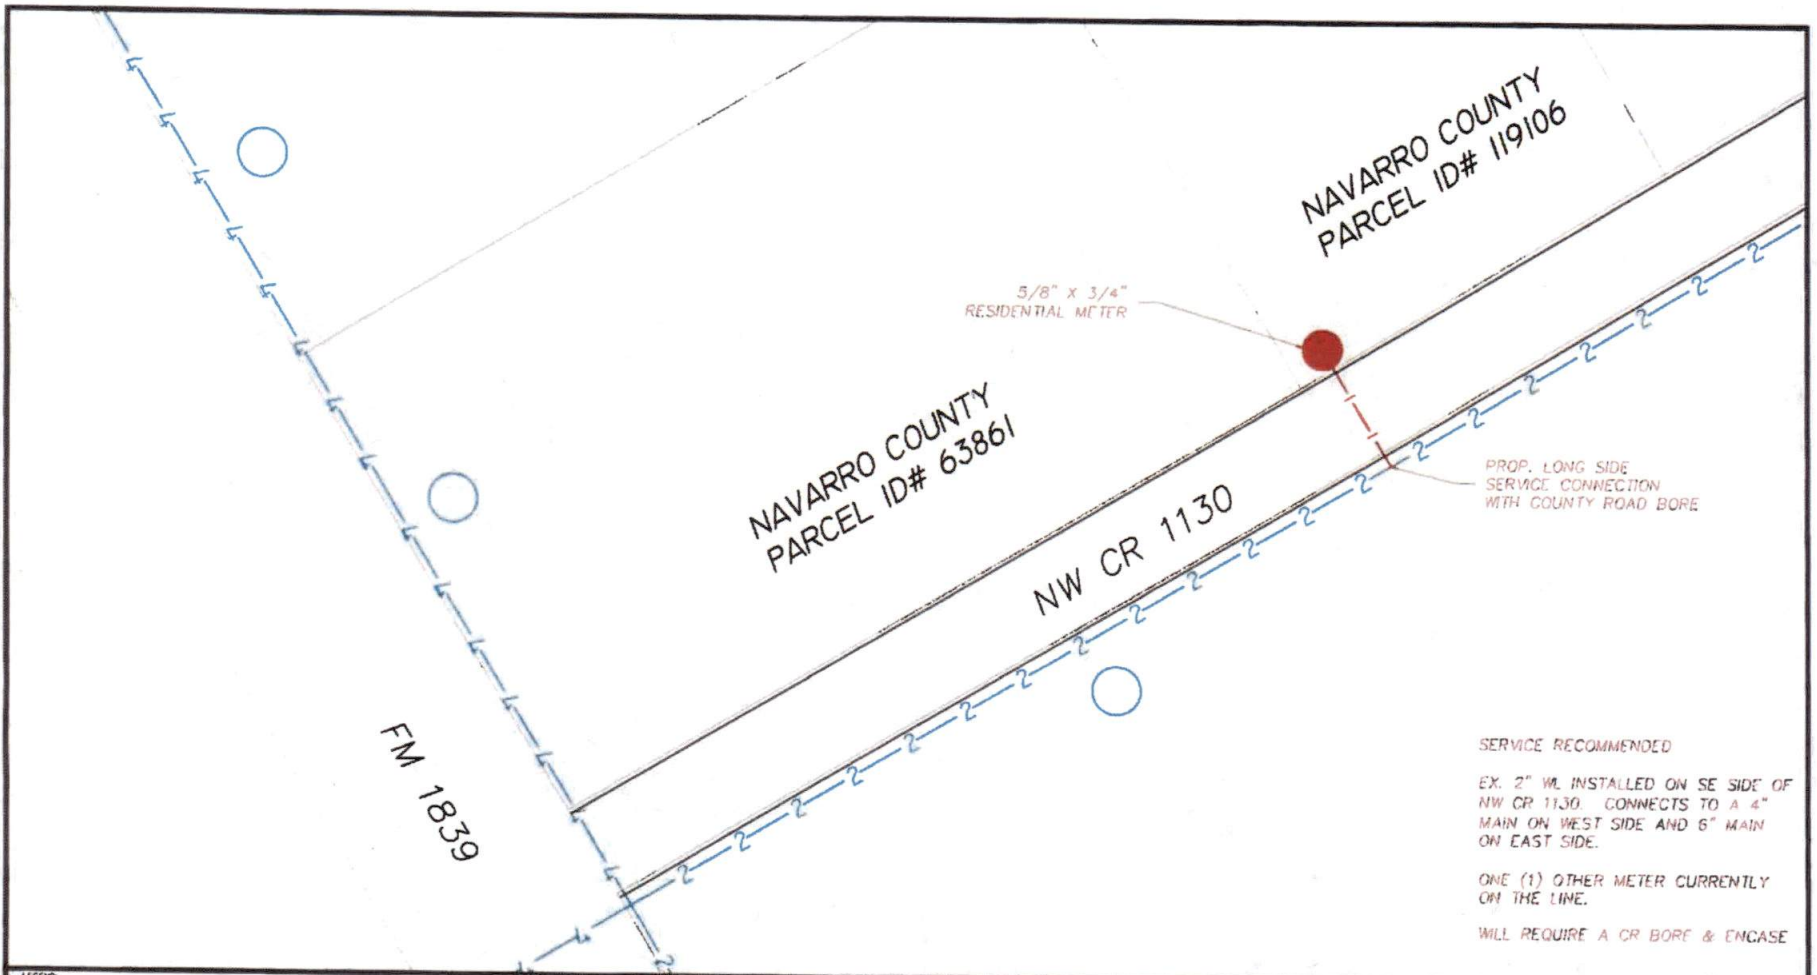 NAVARRO COUNTY
PARCEL ID# 119106
5/8" X 3/4"
RESIDENTIAL METER
NAVARRO COUNTY
PARCEL ID# 63861
NW CR 1130
PROP. LONG SIDE
SERVICE CONNECTION
WITH COUNTY ROAD BORE
FM 1839
SERVICE RECOMMENDED
EX. 2" WL INSTALLED ON SE SIDE OF
NW CR 1130. CONNECTS TO A 4"
MAIN ON WEST SIDE AND 6" MAIN
ON EAST SIDE.
ONE (1) OTHER METER CURRENTLY
ON THE LINE.
WILL REQUIRE A CR BORE & ENCASE